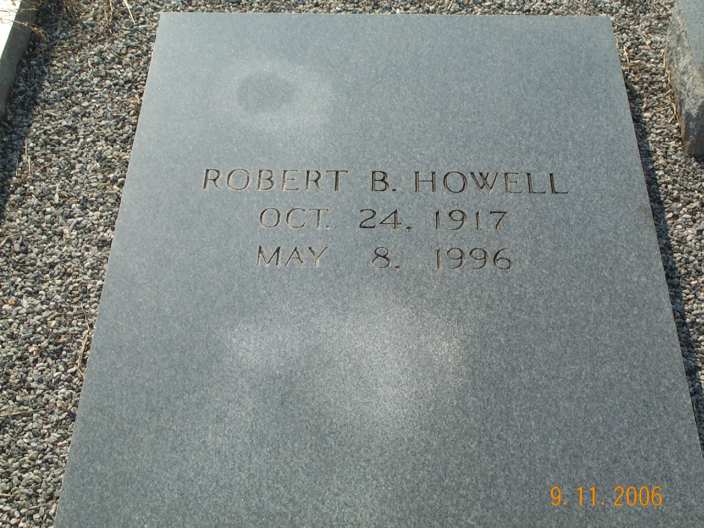 ROBERT B. HOWELL
OCT. 24, 1917
MAY 8, 1996
9.11.2006